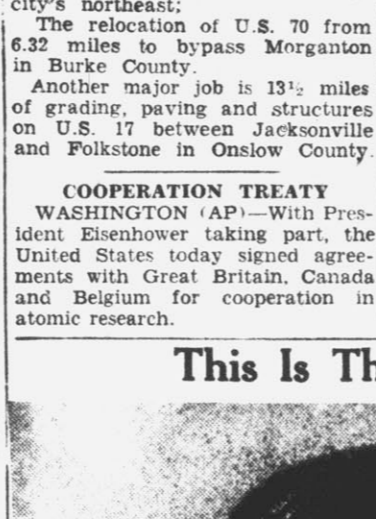 city's northeast;
The relocation of U.S. 70 from
6.32 miles to bypass Morganton
in Burke County.
Another major job is 13½ miles
of grading, paving and structures
on U.S. 17 between Jacksonville
and Folkstone in Onslow County.
COOPERATION TREATY
WASHINGTON (AP)—With Pres-
ident Eisenhower taking part, the
United States today signed agree-
ments with Great Britain, Canada
and Belgium for cooperation in
atomic research.
This Is Th